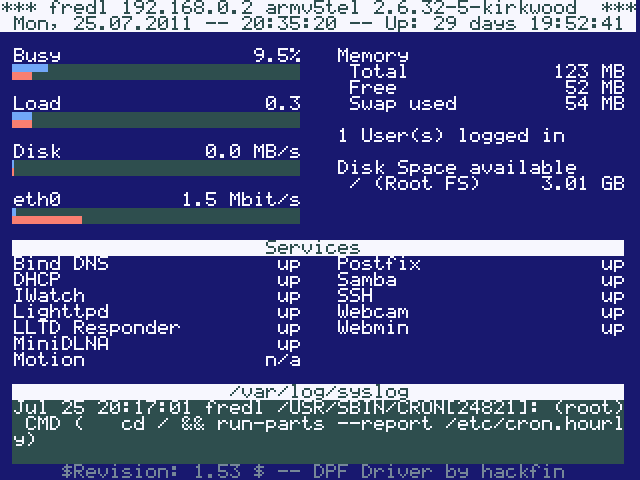 *** fredl 192.168.0.2 armv5tel 2.6.32-5-kirkwood ***
Mon, 25.07.2011 -- 20:35:20 -- Up: 29 days 19:52:41
Busy 9.5%
Load 0.3
Disk 0.0 MB/s
eth0 1.5 Mbit/s
Memory
Total 123 MB
Free 52 MB
Swap used 54 MB
1 User(s) logged in
Disk Space available
/ (Root FS) 3.01 GB
Services
Bind DNS up
DHCP up
IWatch up
Lighttpd up
LLTD Responder up
MiniDLNA up
Motion n/a
Postfix up
Samba up
SSH up
Webcam up
Webmin up
/var/log/syslog
Jul 25 20:17:01 fredl /USR/SBIN/CRON[24821]: (root)
CMD (   cd / && run-parts --report /etc/cron.hourl
y)
$Revision: 1.53 $ -- DPF Driver by hackfin